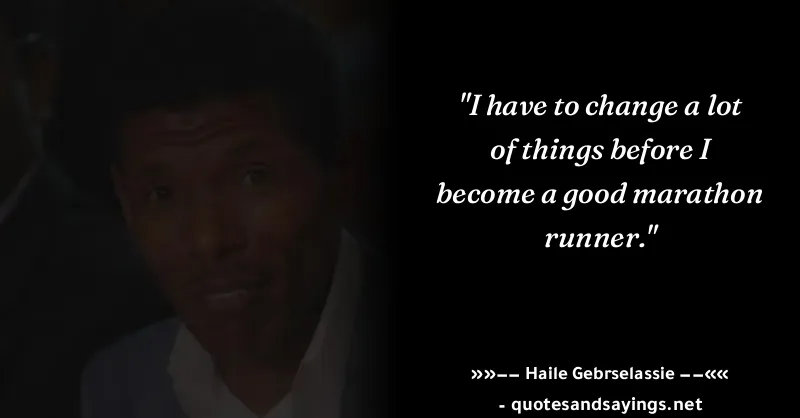 "I have to change a lot
of things before I
become a good marathon
runner."
»»−− Haile Gebrselassie −−««
- quotesandsayings.net